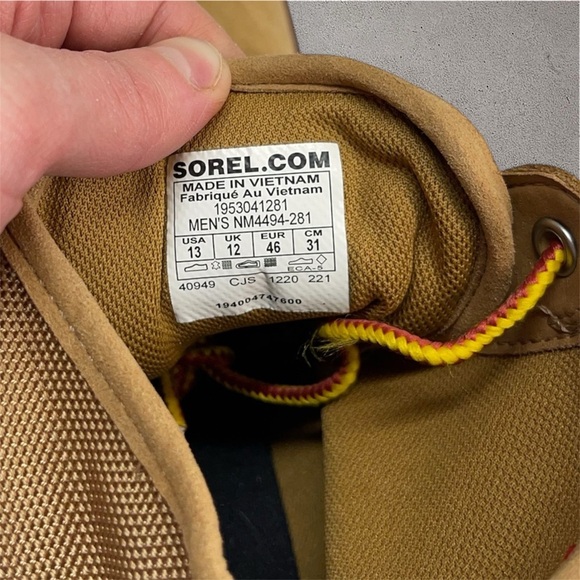 SOREL.COM
MADE IN VIETNAM
Fabriqué Au Vietnam
1953041281
MEN'S NM4494-281
USA UK EUR CM
13 12 46 31
ECA-5
40949 CJS 1220 221
194004747600